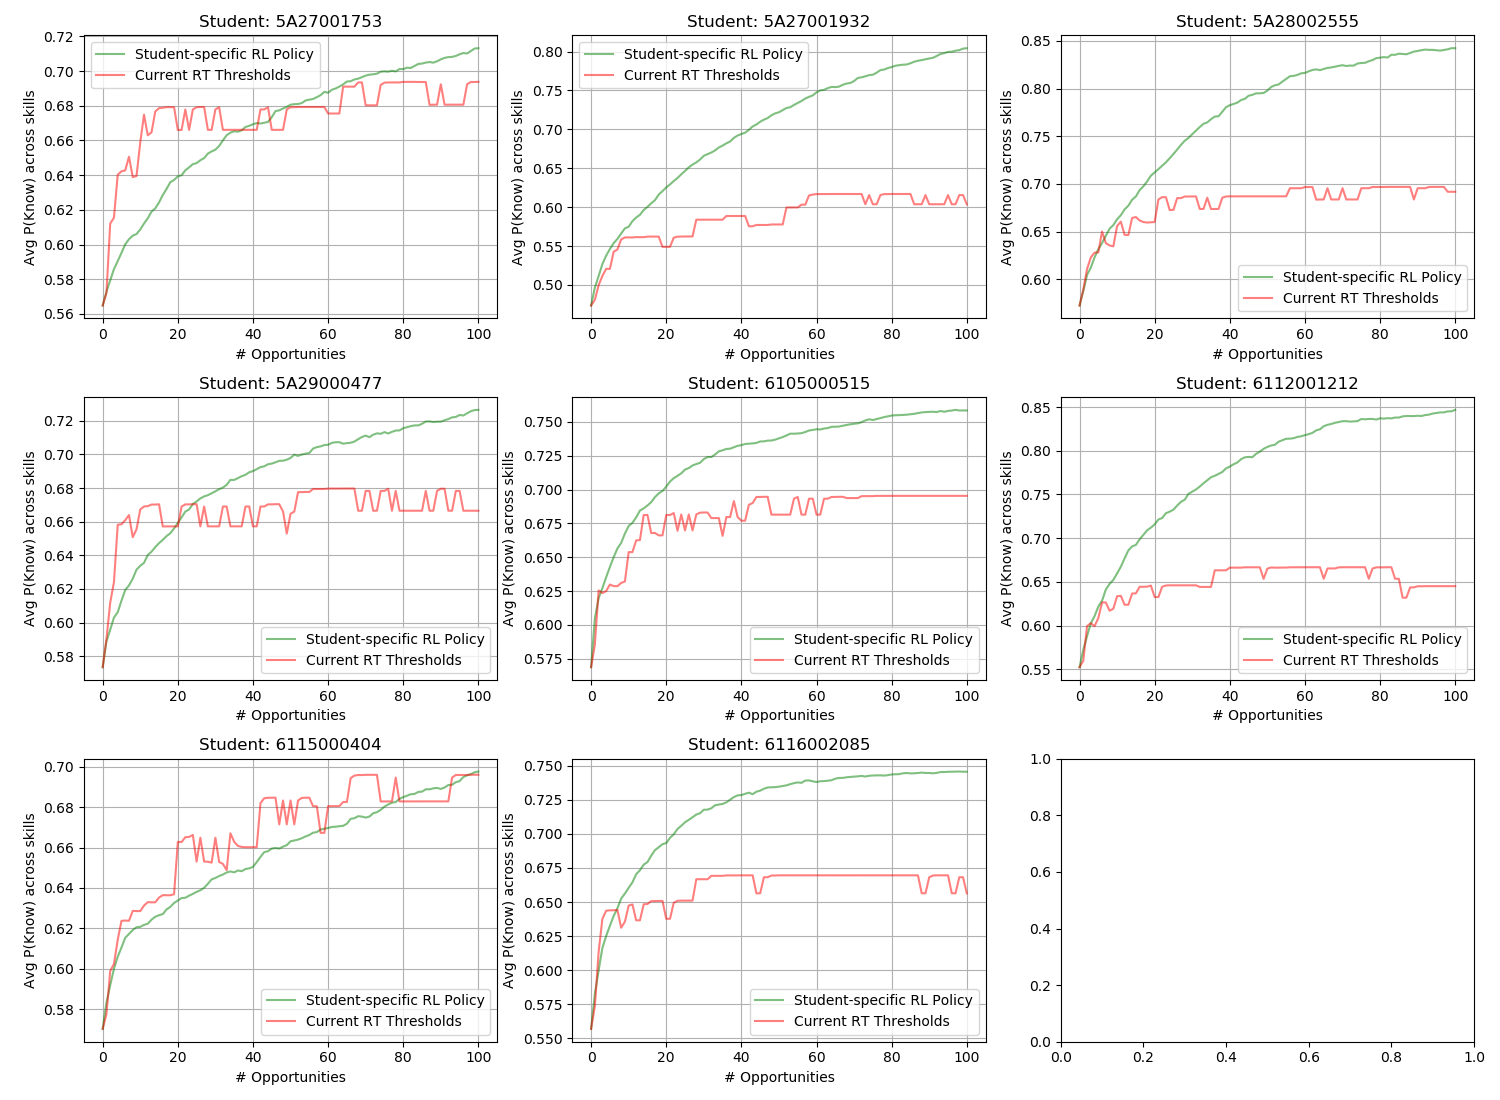 Student: 5A27001753
Student-specific RL Policy
Current RT Thresholds
Avg P(Know) across skills
0.72
0.70
0.68
0.66
0.64
0.62
0.60
0.58
0.56
0 20 40 60 80 100
# Opportunities
Student: 5A27001932
Student-specific RL Policy
Current RT Thresholds
Avg P(Know) across skills
0.80
0.75
0.70
0.65
0.60
0.55
0.50
0 20 40 60 80 100
# Opportunities
Student: 5A28002555
Avg P(Know) across skills
0.85
0.80
0.75
0.70
0.65
0.60
Student-specific RL Policy
Current RT Thresholds
0 20 40 60 80 100
# Opportunities
Student: 5A29000477
Avg P(Know) across skills
0.72
0.70
0.68
0.66
0.64
0.62
0.60
0.58
Student-specific RL Policy
Current RT Thresholds
0 20 40 60 80 100
# Opportunities
Student: 6105000515
Avg P(Know) across skills
0.750
0.725
0.700
0.675
0.650
0.625
0.600
0.575
Student-specific RL Policy
Current RT Thresholds
0 20 40 60 80 100
# Opportunities
Student: 6112001212
Avg P(Know) across skills
0.85
0.80
0.75
0.70
0.65
0.60
0.55
Student-specific RL Policy
Current RT Thresholds
0 20 40 60 80 100
# Opportunities
Student: 6115000404
Avg P(Know) across skills
0.70
0.68
0.66
0.64
0.62
0.60
0.58
Student-specific RL Policy
Current RT Thresholds
0 20 40 60 80 100
# Opportunities
Student: 6116002085
Avg P(Know) across skills
0.750
0.725
0.700
0.675
0.650
0.625
0.600
0.575
0.550
Student-specific RL Policy
Current RT Thresholds
0 20 40 60 80 100
# Opportunities
1.0
0.8
0.6
0.4
0.2
0.0
0.0 0.2 0.4 0.6 0.8 1.0